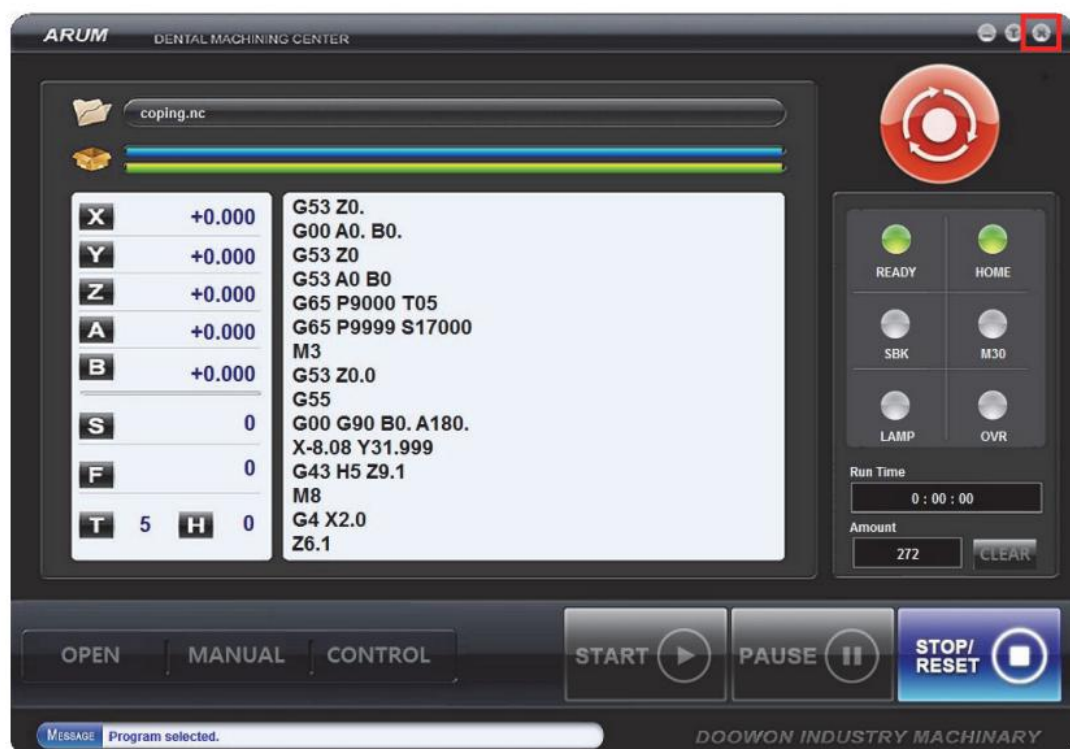 ARUM DENTAL MACHINING CENTER
coping.nc
X +0.000
Y +0.000
Z +0.000
A +0.000
B +0.000
S 0
F 0
T 5 H 0
G53 Z0.
G00 A0. B0.
G53 Z0
G53 A0 B0
G65 P9000 T05
G65 P9999 S17000
M3
G53 Z0.0
G55
G00 G90 B0. A180.
X-8.08 Y31.999
G43 H5 Z9.1
M8
G4 X2.0
Z6.1
READY HOME
SBK M30
LAMP OVR
Run Time
0 : 00 : 00
Amount
272 CLEAR
OPEN MANUAL CONTROL
START PAUSE STOP/
RESET
MESSAGE Program selected.
DOOWON INDUSTRY MACHINARY